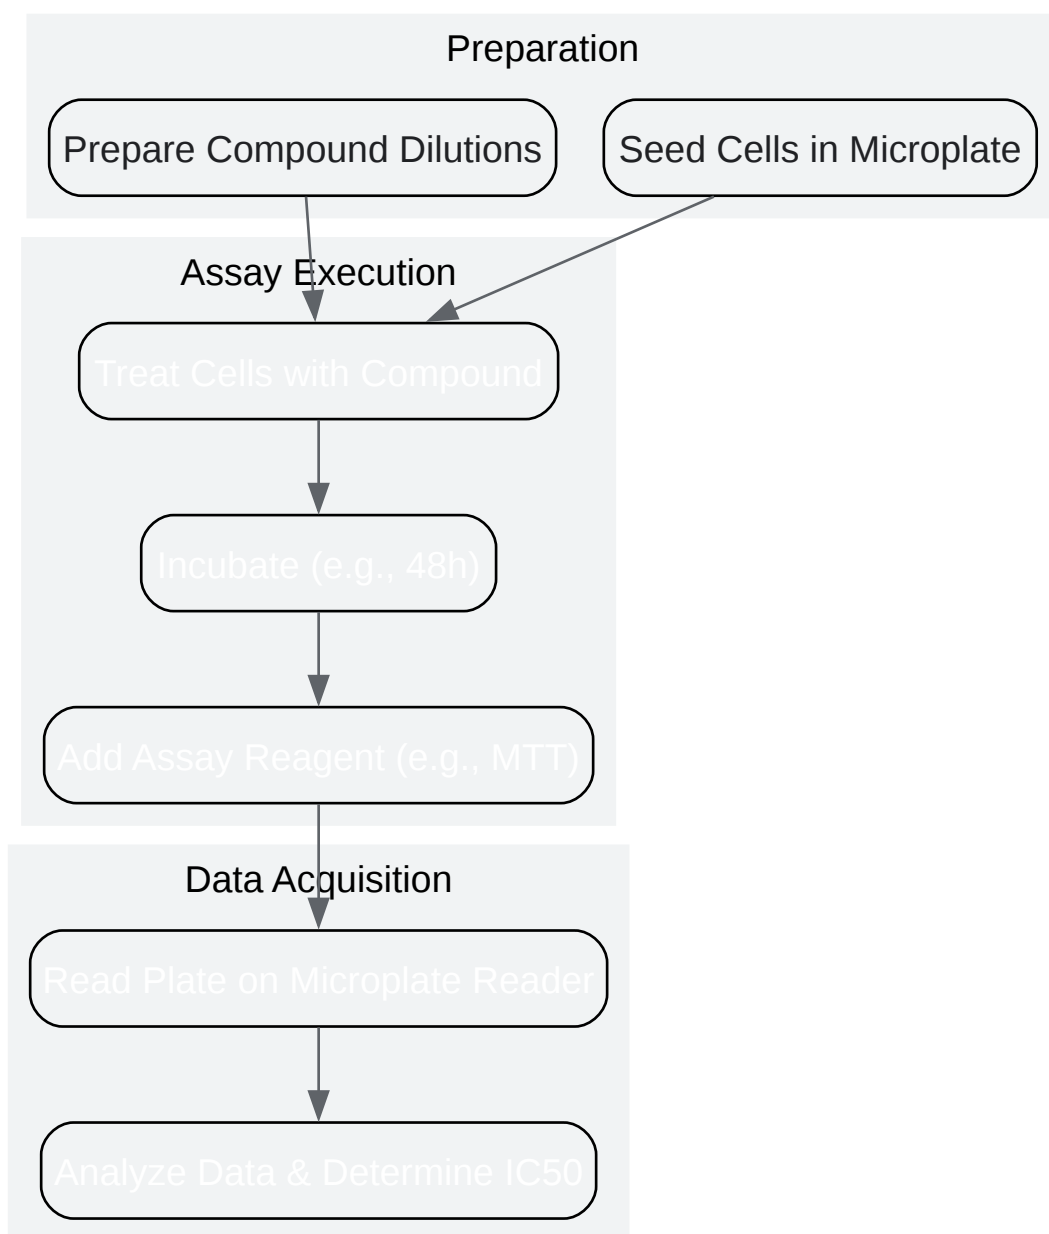 Preparation
Prepare Compound Dilutions
Seed Cells in Microplate
Assay Execution
Treat Cells with Compound
Incubate (e.g., 48h)
Add Assay Reagent (e.g., MTT)
Data Acquisition
Read Plate on Microplate Reader
Analyze Data & Determine IC50